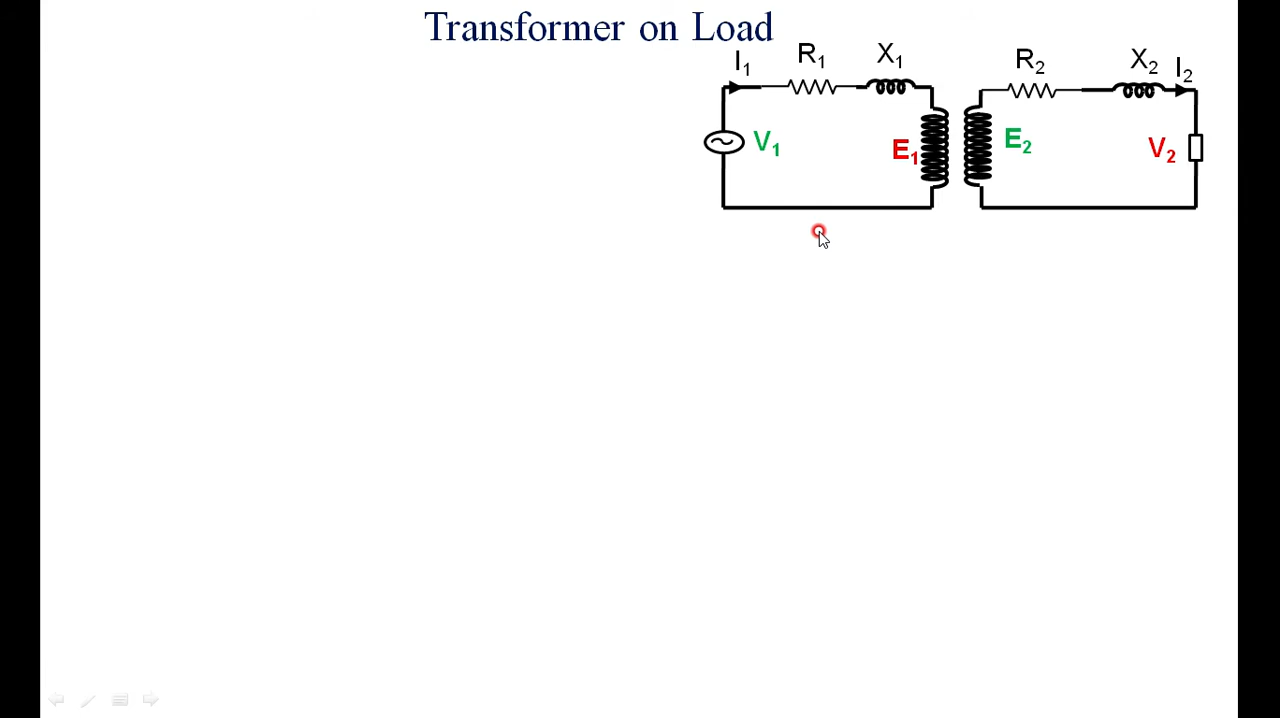 Transformer on Load
I₁ R₁ X₁ R₂ X₂ I₂
V₁ E₁ E₂ V₂